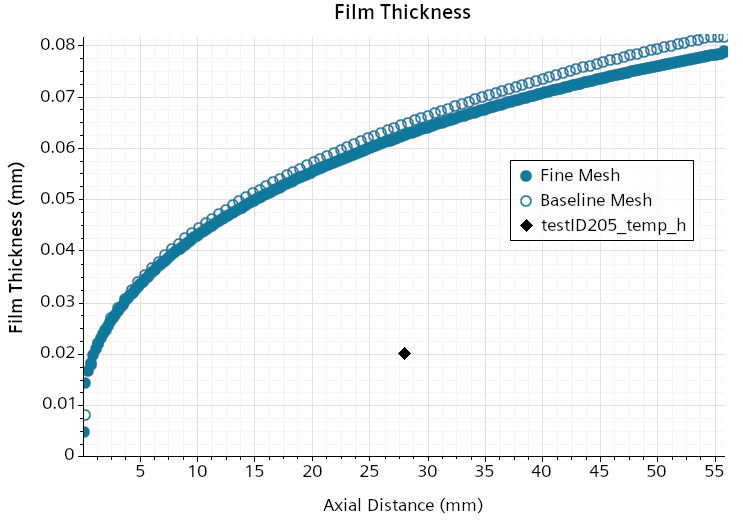 Film Thickness
Film Thickness (mm)
0.08
0.07
0.06
0.05
0.04
0.03
0.02
0.01
0
Fine Mesh
Baseline Mesh
testID205_temp_h
5 10 15 20 25 30 35 40 45 50 55
Axial Distance (mm)